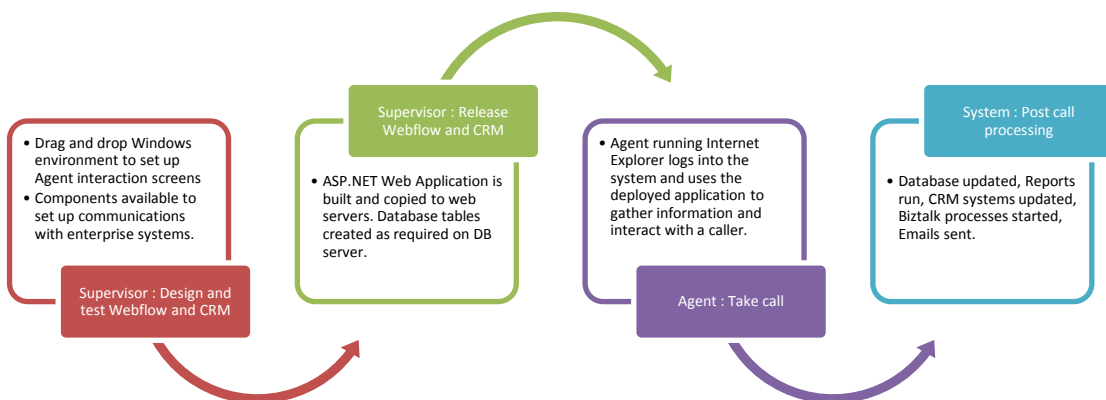 • Drag and drop Windows
environment to set up
Agent interaction screens
• Components available to
set up communications
with enterprise systems.
Supervisor : Design and
test Webflow and CRM
Supervisor : Release
Webflow and CRM
• ASP.NET Web Application is
built and copied to web
servers. Database tables
created as required on DB
server.
• Agent running Internet
Explorer logs into the
system and uses the
deployed application to
gather information and
interact with a caller.
Agent : Take call
System : Post call
processing
• Database updated, Reports
run, CRM systems updated,
Biztalk processes started,
Emails sent.